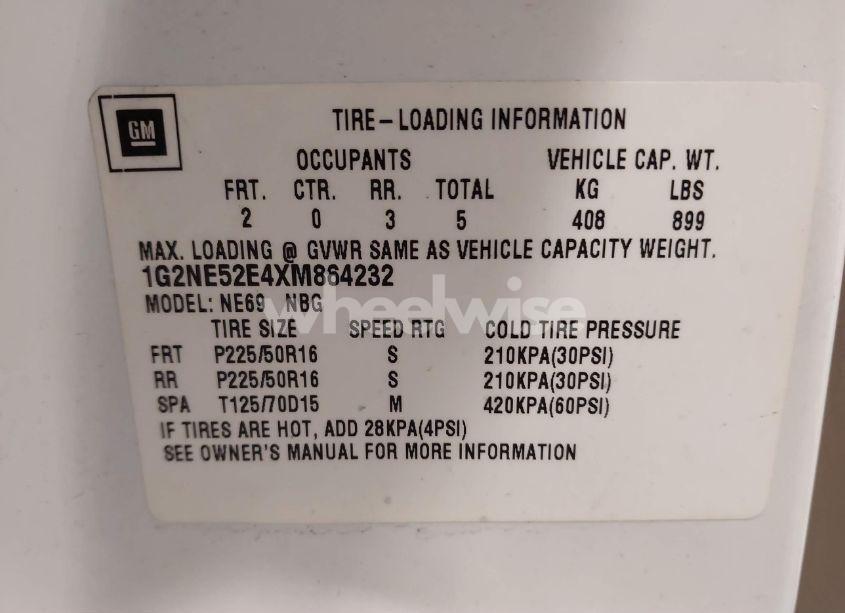 GM
TIRE-LOADING INFORMATION
OCCUPANTS VEHICLE CAP. WT.
FRT. CTR. RR. TOTAL KG LBS
2 0 3 5 408 899
MAX. LOADING @ GVWR SAME AS VEHICLE CAPACITY WEIGHT.
1G2NE52E4XM864232
MODEL: NE69 NBG
wheelwise
TIRE SIZE SPEED RTG COLD TIRE PRESSURE
FRT P225/50R16 S 210KPA(30PSI)
RR P225/50R16 S 210KPA(30PSI)
SPA T125/70D15 M 420KPA(60PSI)
IF TIRES ARE HOT, ADD 28KPA(4PSI)
SEE OWNER'S MANUAL FOR MORE INFORMATION